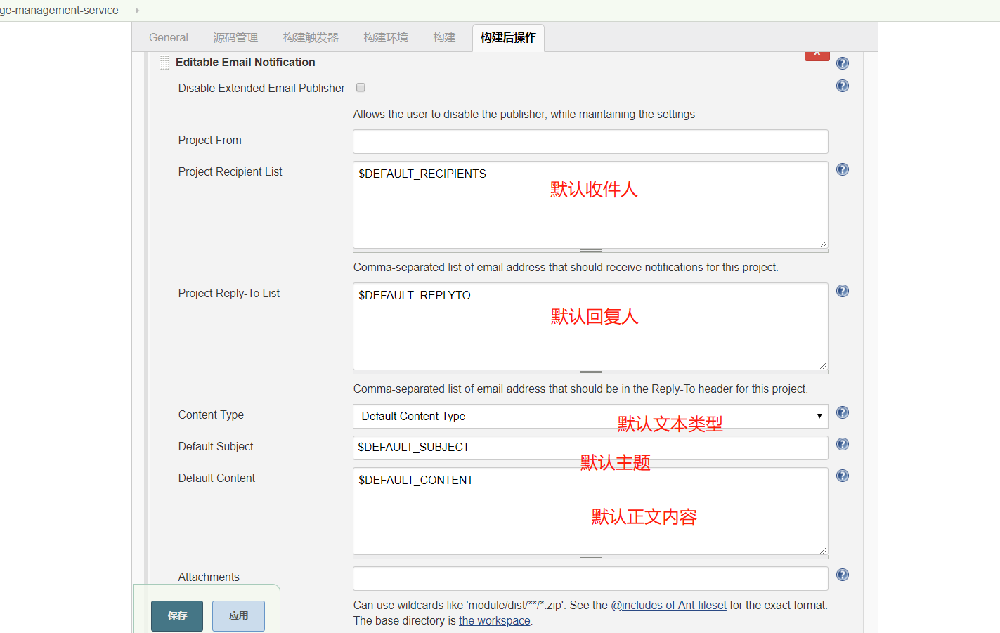 ge-management-service
General 源码管理 构建触发器 构建环境 构建 构建后操作
Editable Email Notification
X
Disable Extended Email Publisher
Allows the user to disable the publisher, while maintaining the settings
Project From
Project Recipient List
$DEFAULT_RECIPIENTS
默认收件人
Comma-separated list of email address that should receive notifications for this project.
Project Reply-To List
$DEFAULT_REPLYTO
默认回复人
Comma-separated list of email address that should be in the Reply-To header for this project.
Content Type
Default Content Type
默认文本类型
Default Subject
$DEFAULT_SUBJECT
默认主题
Default Content
$DEFAULT_CONTENT
默认正文内容
Attachments
Can use wildcards like 'module/dist/**/*.zip'. See the @includes of Ant fileset for the exact format.
The base directory is the workspace.
保存 应用